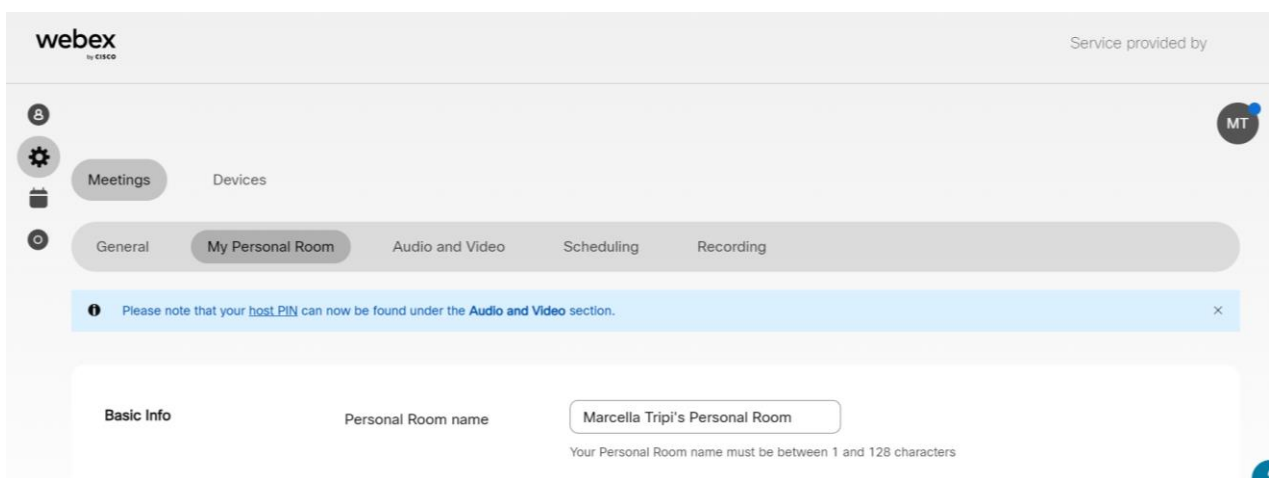 webex
by CISCO
Service provided by
MT
Meetings Devices
General My Personal Room Audio and Video Scheduling Recording
Please note that your host PIN can now be found under the Audio and Video section.
Basic Info
Personal Room name
Marcella Tripi's Personal Room
Your Personal Room name must be between 1 and 128 characters